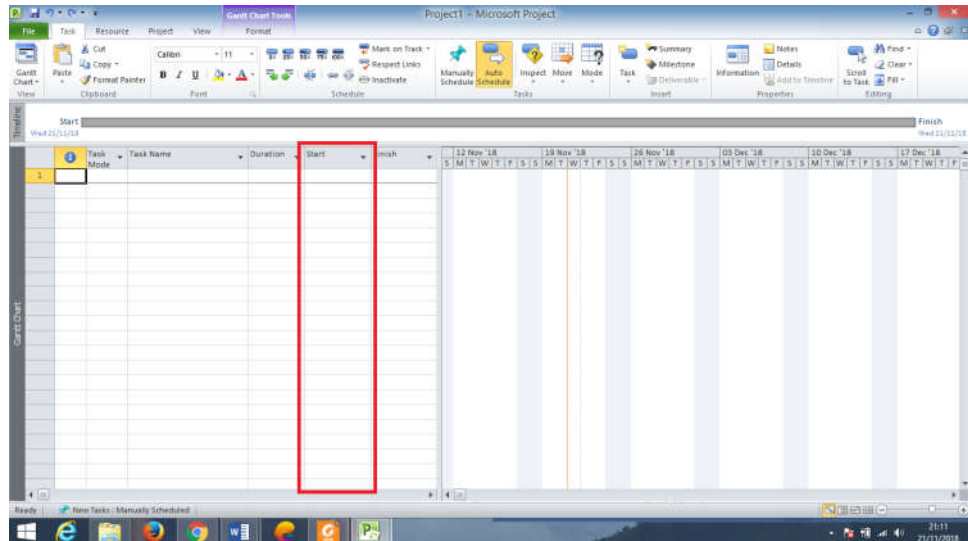 Gantt Chart Tools
Project1 - Microsoft Project
File Task Resource Project View Format
Cut
Copy
Format Painter
Paste
Gantt Chart
Calibri 11
B I U A
Mark on Track
Respect Links
Inactivate
Manually Schedule
Auto Schedule
Inspect Move Mode
Task
Summary
Milestone
Deliverable
Information
Notes
Details
Add to Timeline
Scroll to Task
Find
Clear
Fill
View Clipboard Font Schedule Tasks Insert Properties Editing
Timeline
Start
Wed 21/11/18
Finish
Wed 21/11/18
Task Mode Task Name Duration Start Finish
12 Nov '18 19 Nov '18 26 Nov '18 03 Dec '18 10 Dec '18 17 Dec '18
S M T W T F S S M T W T F S S M T W T F S S M T W T F S S M T W T F S S M T W T F
1
Gantt Chart
Ready New Tasks : Manually Scheduled
21:11
21/11/2018